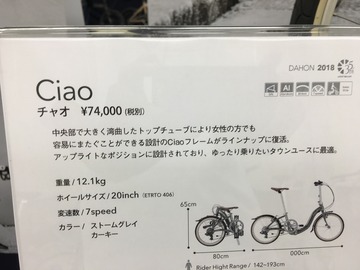 DAHON 2018
Ciao
チャオ ¥74,000 (税別)
中央部で大きく湾曲したトップチューブにより女性の方でも
容易にまたぐことができる設計のCiaoフレームがラインナップに復活。
アップライトなポジションに設計されており、ゆったり乗りたいタウンユースに最適。
重量 / 12.1kg
ホイールサイズ / 20inch (ETRTO 406)
変速数 / 7speed
カラー / ストームグレイ
カーキー
65cm
80cm
000cm
Rider Hight Range / 142~193cm